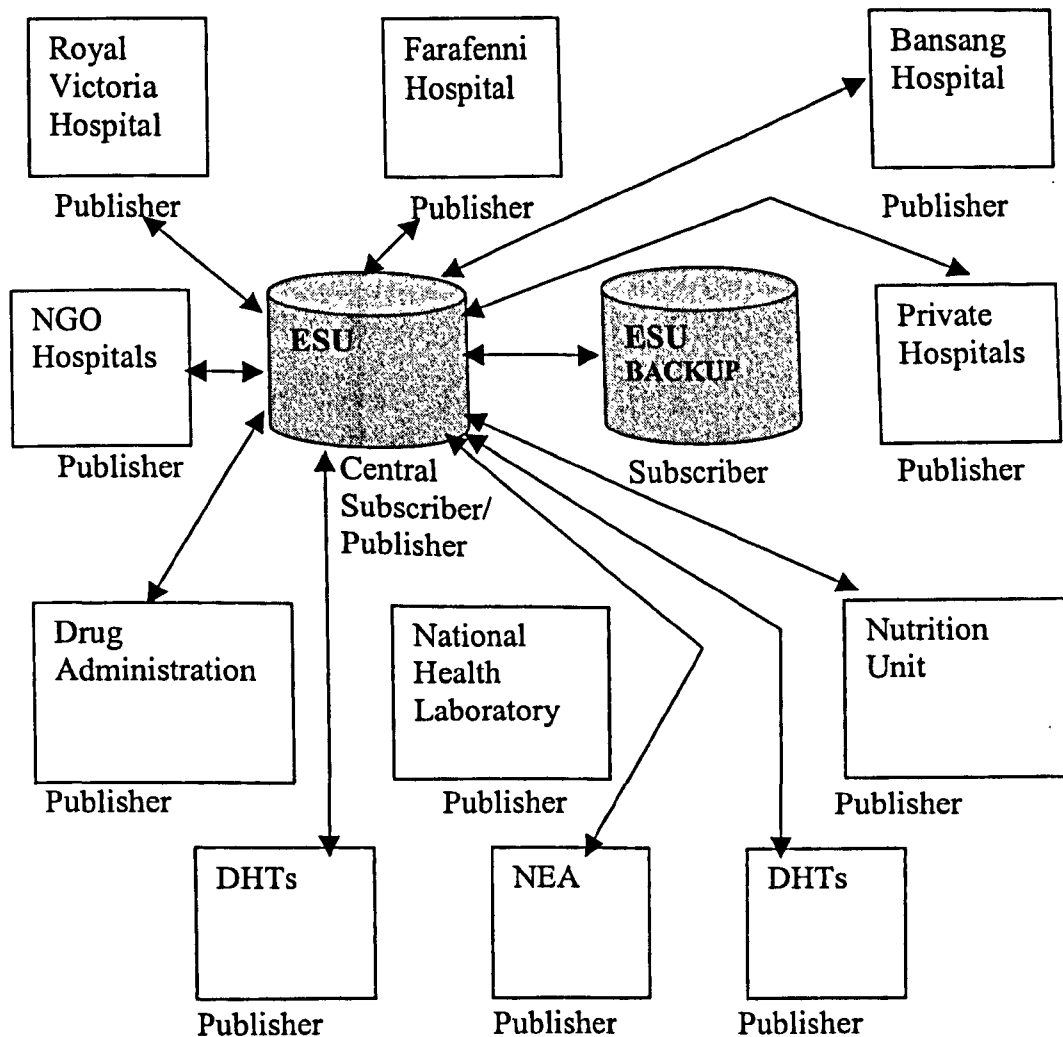 Royal
Victoria
Hospital
Publisher
Farafenni
Hospital
Publisher
Bansang
Hospital
Publisher
NGO
Hospitals
Publisher
ESU
Central
Subscriber/
Publisher
ESU
BACKUP
Subscriber
Private
Hospitals
Publisher
Drug
Administration
Publisher
National
Health
Laboratory
Publisher
Nutrition
Unit
Publisher
DHTs
Publisher
NEA
Publisher
DHTs
Publisher